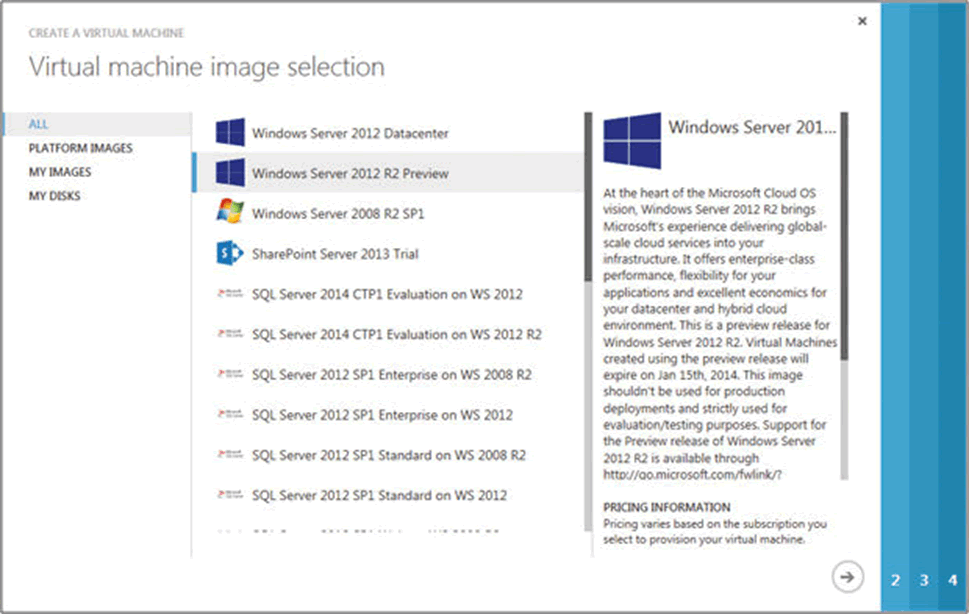 CREATE A VIRTUAL MACHINE
Virtual machine image selection
ALL
PLATFORM IMAGES
MY IMAGES
MY DISKS
Windows Server 2012 Datacenter
Windows Server 2012 R2 Preview
Windows Server 2008 R2 SP1
SharePoint Server 2013 Trial
SQL Server 2014 CTP1 Evaluation on WS 2012
SQL Server 2014 CTP1 Evaluation on WS 2012 R2
SQL Server 2012 SP1 Enterprise on WS 2008 R2
SQL Server 2012 SP1 Enterprise on WS 2012
SQL Server 2012 SP1 Standard on WS 2008 R2
SQL Server 2012 SP1 Standard on WS 2012
Windows Server 201...
At the heart of the Microsoft Cloud OS
vision, Windows Server 2012 R2 brings
Microsoft's experience delivering global-
scale cloud services into your
infrastructure. It offers enterprise-class
performance, flexibility for your
applications and excellent economics for
your datacenter and hybrid cloud
environment. This is a preview release for
Windows Server 2012 R2. Virtual Machines
created using the preview release will
expire on Jan 15th, 2014. This image
shouldn't be used for production
deployments and strictly used for
evaluation/testing purposes. Support for
the Preview release of Windows Server
2012 R2 is available through
http://go.microsoft.com/fwlink/?
PRICING INFORMATION
Pricing varies based on the subscription you
select to provision your virtual machine.
2 3 4